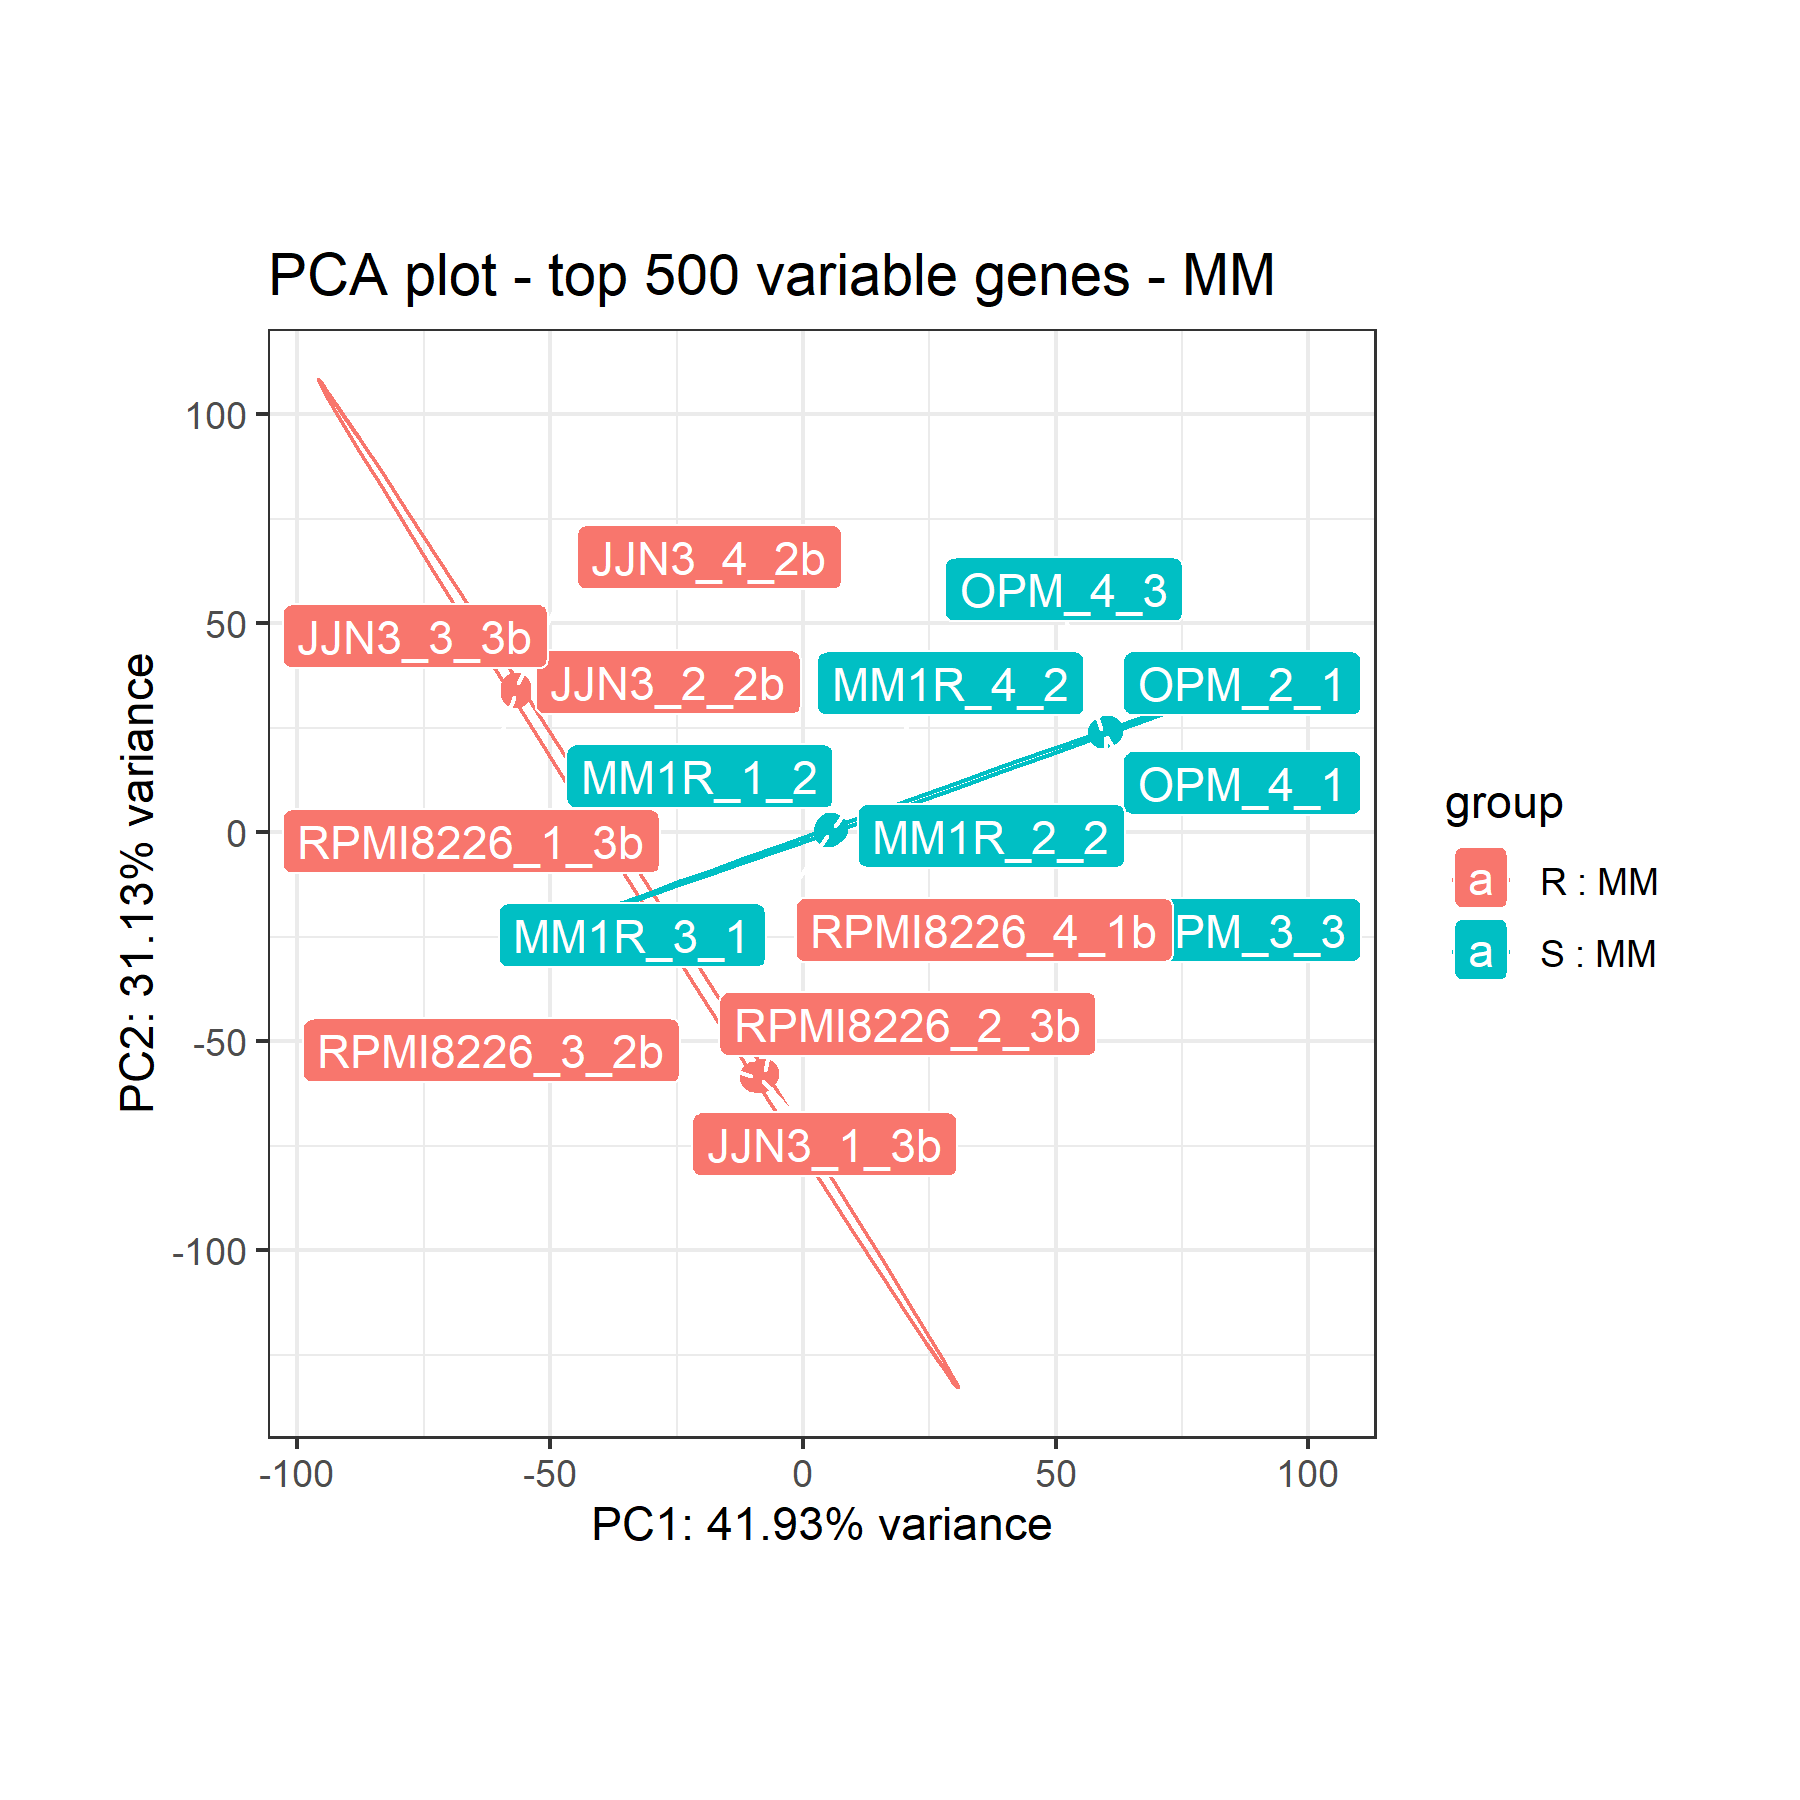 PCA plot - top 500 variable genes - MM
PC2: 31.13% variance
100
50
0
-50
-100
JJN3_4_2b
OPM_4_3
JJN3_3_3b
JJN3_2_2b
MM1R_4_2
OPM_2_1
MM1R_1_2
OPM_4_1
RPMI8226_1_3b
MM1R_2_2
MM1R_3_1
RPMI8226_4_1b
PM_3_3
RPMI8226_2_3b
RPMI8226_3_2b
JJN3_1_3b
-100
-50
0
50
100
PC1: 41.93% variance
group
a R : MM
a S : MM